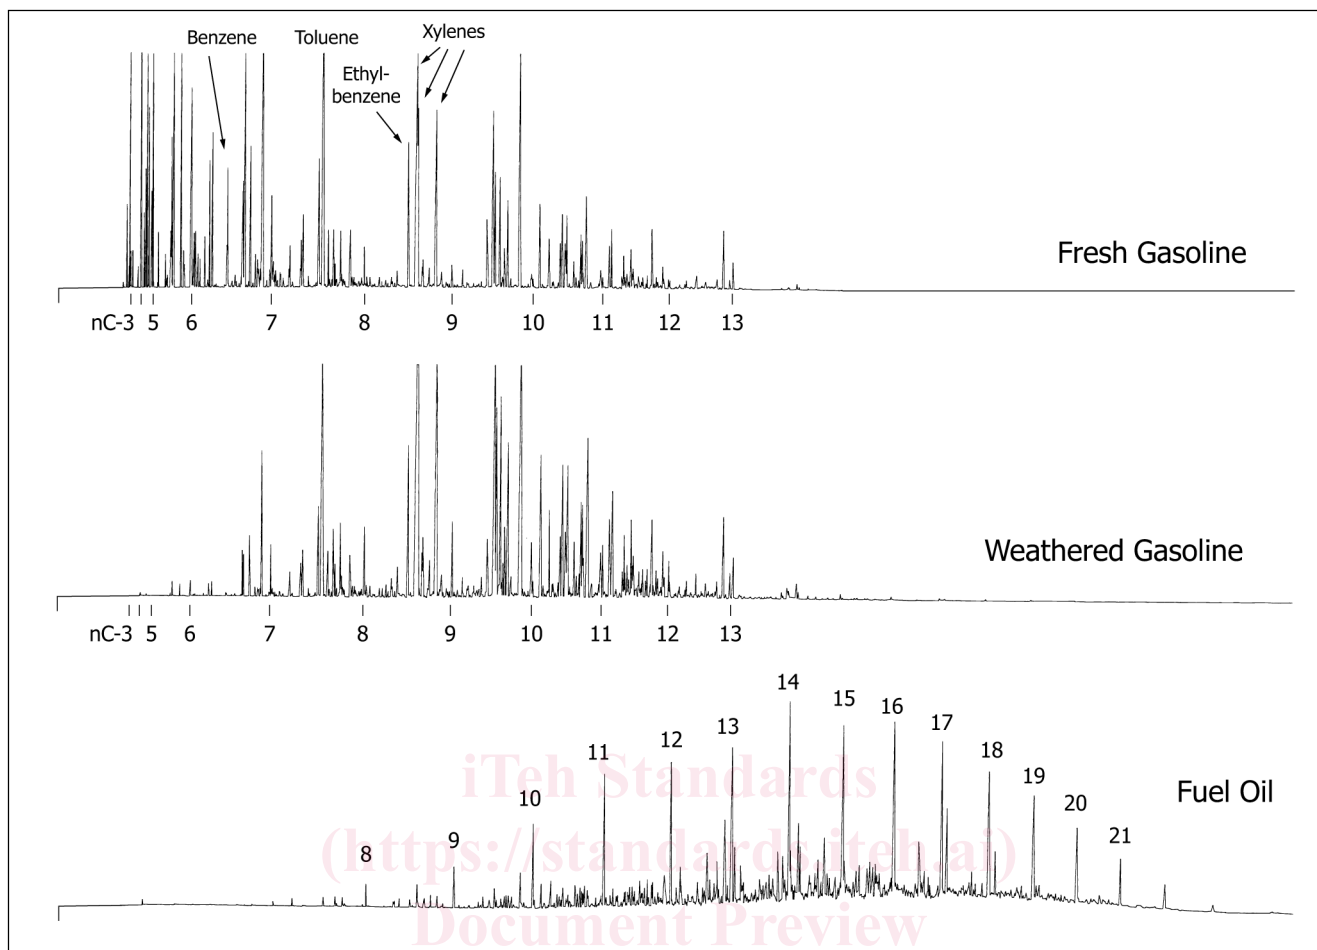 Benzene
Toluene
Xylenes
Ethyl-
benzene
Fresh Gasoline
nC-3 5 6 7 8 9 10 11 12 13
Weathered Gasoline
nC-3 5 6 7 8 9 10 11 12 13
14
15
16
17
13
12
11
18
19
Fuel Oil
10
20
9
21
8
iTeh Standards
(https://standards.iteh.ai)
Document Preview